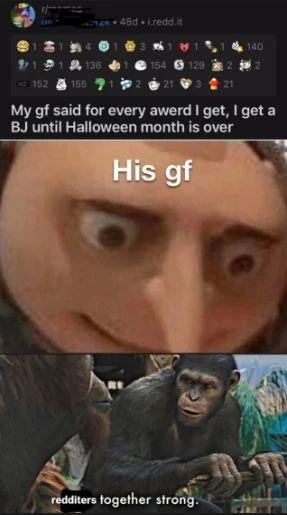 • 48d • i.redd.it
1 1 4 1 3 1 1 1 140
1 1 136 1 154 129 2 2
152 155 1 2 21 3 21
My gf said for every awerd I get, I get a
BJ until Halloween month is over
His gf
redditers together strong.